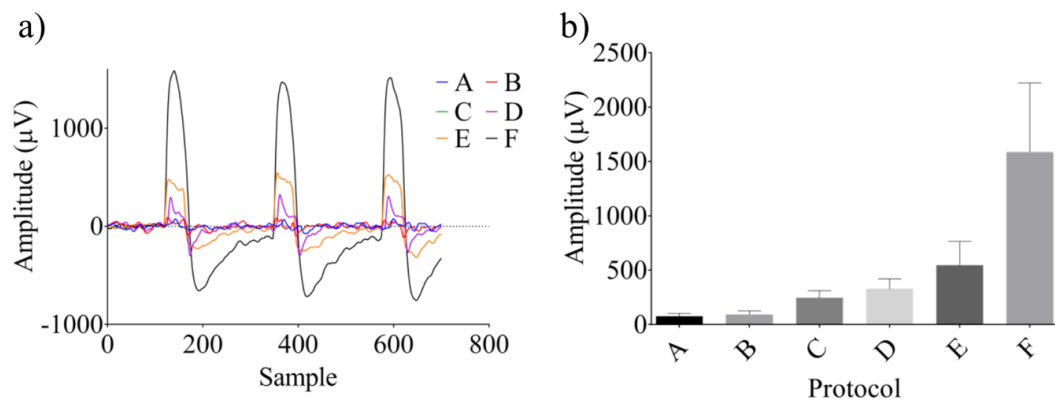 a)
Amplitude (µV)
1000
0
-1000
A B
C D
E F
0 200 400 600 800
Sample
b)
Amplitude (µV)
2500
2000
1500
1000
500
0
A B C D E F
Protocol